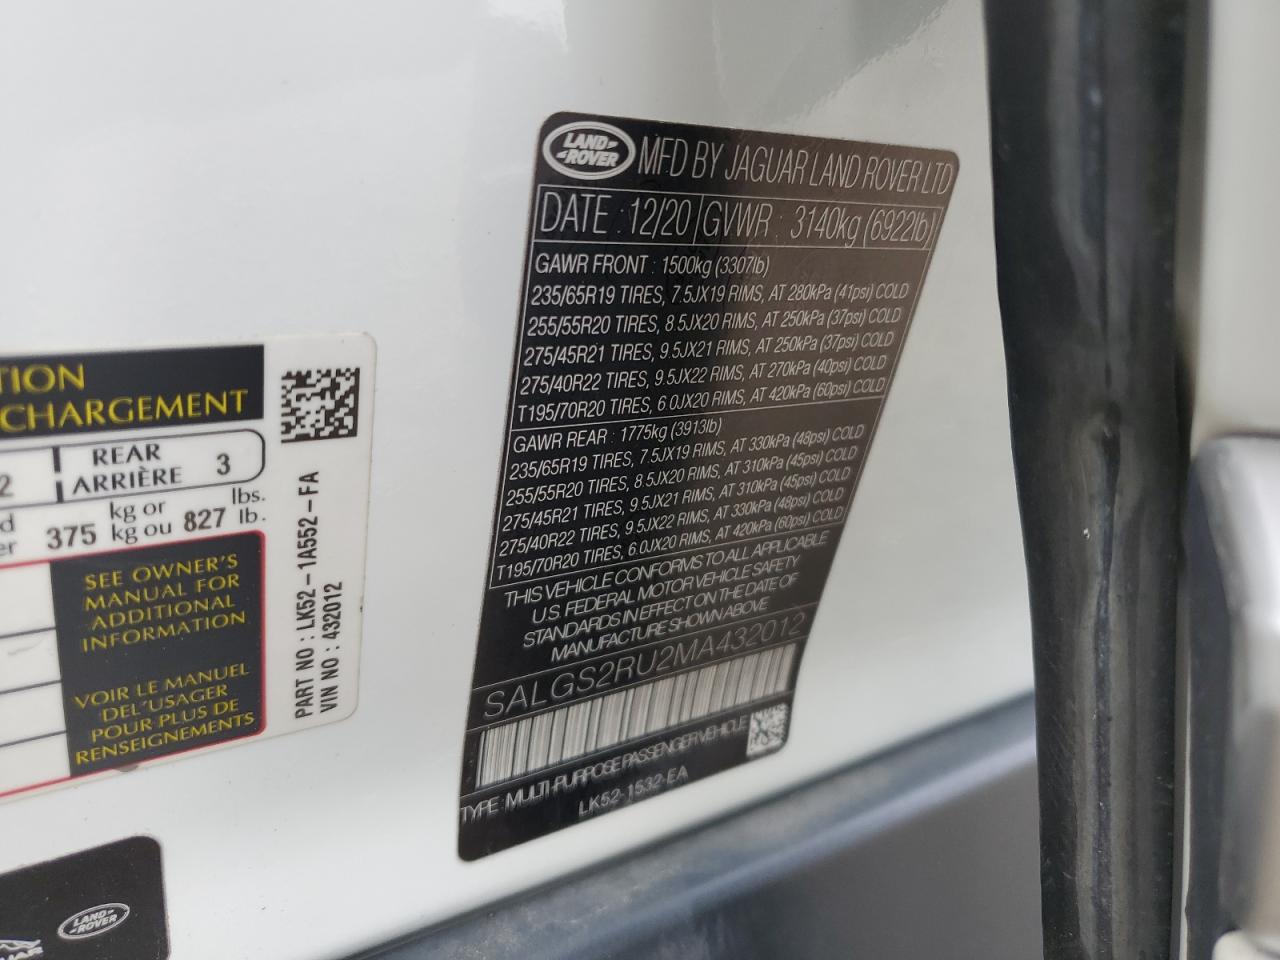 LAND ROVER
MFD BY JAGUAR LAND ROVER LTD
DATE : 12/20 GVWR : 3140kg (6922lb)
GAWR FRONT : 1500kg (3307lb)
235/65R19 TIRES, 7.5JX19 RIMS, AT 280kPa (41psi) COLD
255/55R20 TIRES, 8.5JX20 RIMS, AT 250kPa (37psi) COLD
275/45R21 TIRES, 9.5JX21 RIMS, AT 250kPa (37psi) COLD
275/40R22 TIRES, 9.5JX22 RIMS, AT 270kPa (40psi) COLD
T195/70R20 TIRES, 6.0JX20 RIMS, AT 420kPa (60psi) COLD
GAWR REAR : 1775kg (3913lb)
235/65R19 TIRES, 7.5JX19 RIMS, AT 330kPa (48psi) COLD
255/55R20 TIRES, 8.5JX20 RIMS, AT 310kPa (45psi) COLD
275/45R21 TIRES, 9.5JX21 RIMS, AT 310kPa (45psi) COLD
275/40R22 TIRES, 9.5JX22 RIMS, AT 330kPa (48psi) COLD
T195/70R20 TIRES, 6.0JX20 RIMS, AT 420kPa (60psi) COLD
THIS VEHICLE CONFORMS TO ALL APPLICABLE
U.S. FEDERAL MOTOR VEHICLE SAFETY
STANDARDS IN EFFECT ON THE DATE OF
MANUFACTURE SHOWN ABOVE
SALGS2RU2MA432012
TYPE: MULTI-PURPOSE PASSENGER VEHICLE
LK52-1532-EA
TION
CHARGEMENT
2 REAR 3
ARRIÈRE
375 kg or 827 lbs.
kg ou lb.
SEE OWNER'S
MANUAL FOR
ADDITIONAL
INFORMATION
VOIR LE MANUEL
DEL'USAGER
POUR PLUS DE
RENSEIGNEMENTS
PART NO : LK52-1A552-FA
VIN NO : 432012
LAND ROVER